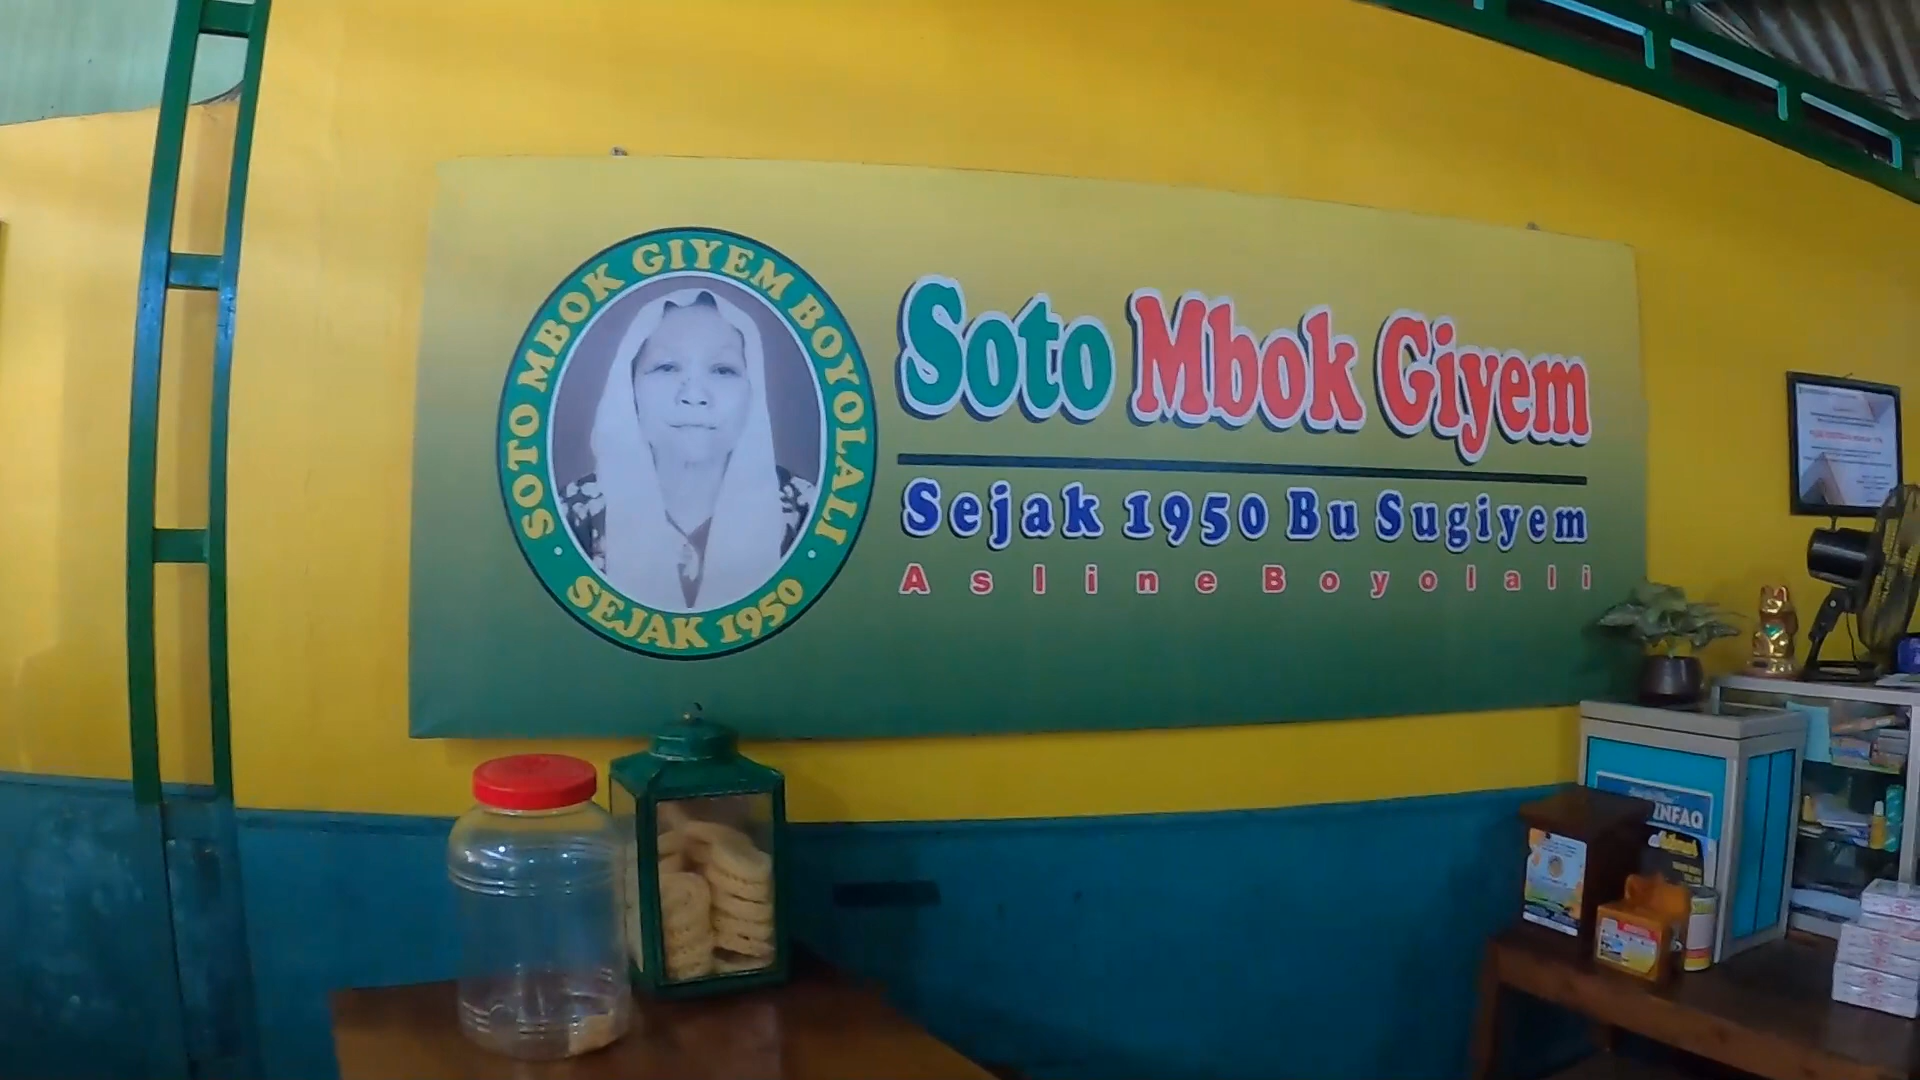 SOTO MBOK GIYEM BOYOLALI
SEJAK 1950
Soto Mbok Giyem
Sejak 1950 Bu Sugiyem
Asline Boyolali
INFAQ